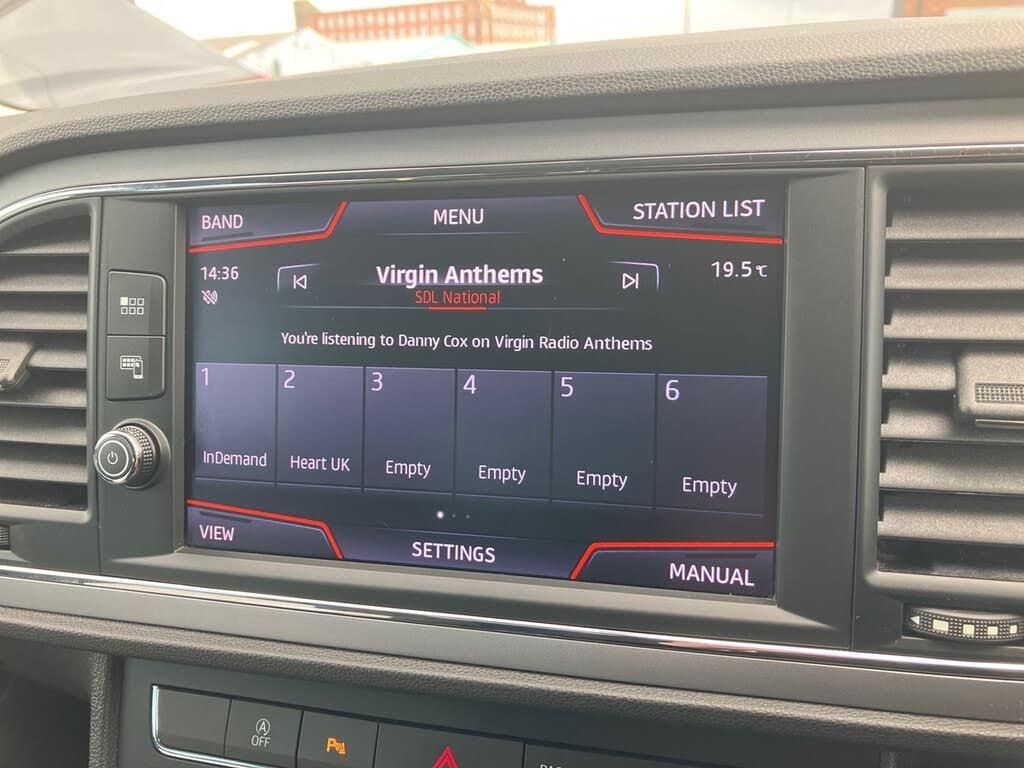 BAND
MENU
STATION LIST
14:36
Virgin Anthems
19.5°C
SDL National
You're listening to Danny Cox on Virgin Radio Anthems
1
2
3
4
5
6
InDemand
Heart UK
Empty
Empty
Empty
Empty
VIEW
SETTINGS
MANUAL
A
OFF
P